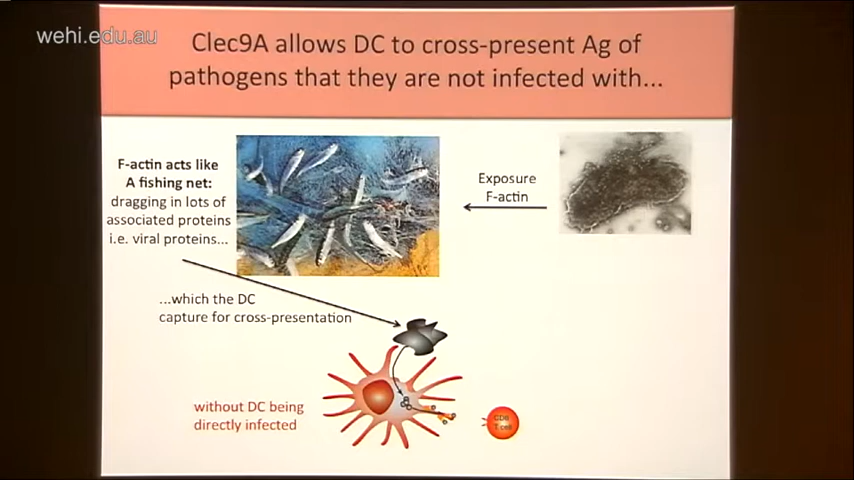 wehi.edu.au
Clec9A allows DC to cross-present Ag of
pathogens that they are not infected with...
F-actin acts like
A fishing net:
dragging in lots of
associated proteins
i.e. viral proteins...
Exposure
F-actin
...which the DC
capture for cross-presentation
without DC being
directly infected
CD8
T cell